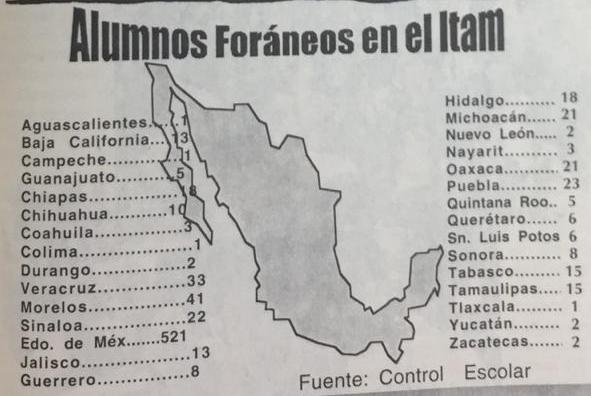 Alumnos Foráneos en el Itam
Aguascalientes.....1
Baja California...13
Campeche..........1
Guanajuato........5
Chiapas............18
Chihuahua.........10
Coahuila............3
Colima...............1
Durango............2
Veracruz...........33
Morelos.............41
Sinaloa.............22
Edo. de Méx.......521
Jalisco..............13
Guerrero............8
Hidalgo.......... 18
Michoacán...... 21
Nuevo León..... 2
Nayarit.......... 3
Oaxaca.......... 21
Puebla........... 23
Quintana Roo.. 5
Querétaro...... 6
Sn. Luis Potos 6
Sonora.......... 8
Tabasco......... 15
Tamaulipas.... 15
Tlaxcala......... 1
Yucatán......... 2
Zacatecas....... 2
Fuente: Control Escolar